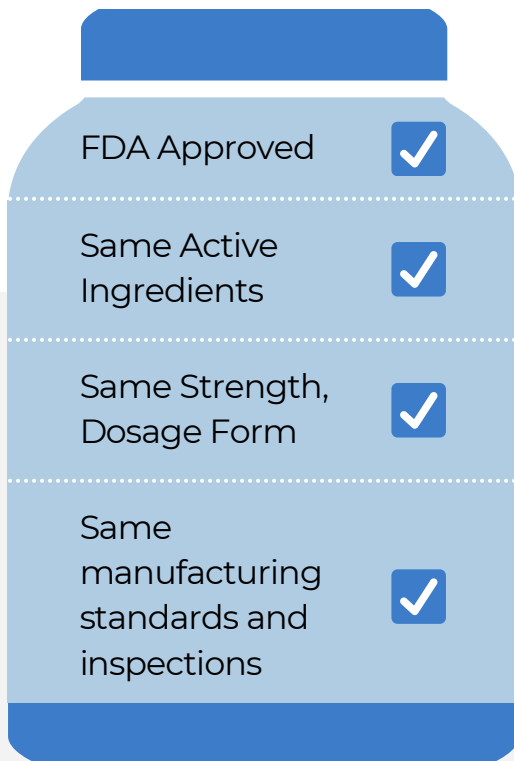 FDA Approved
Same Active
Ingredients
Same Strength,
Dosage Form
Same
manufacturing
standards and
inspections